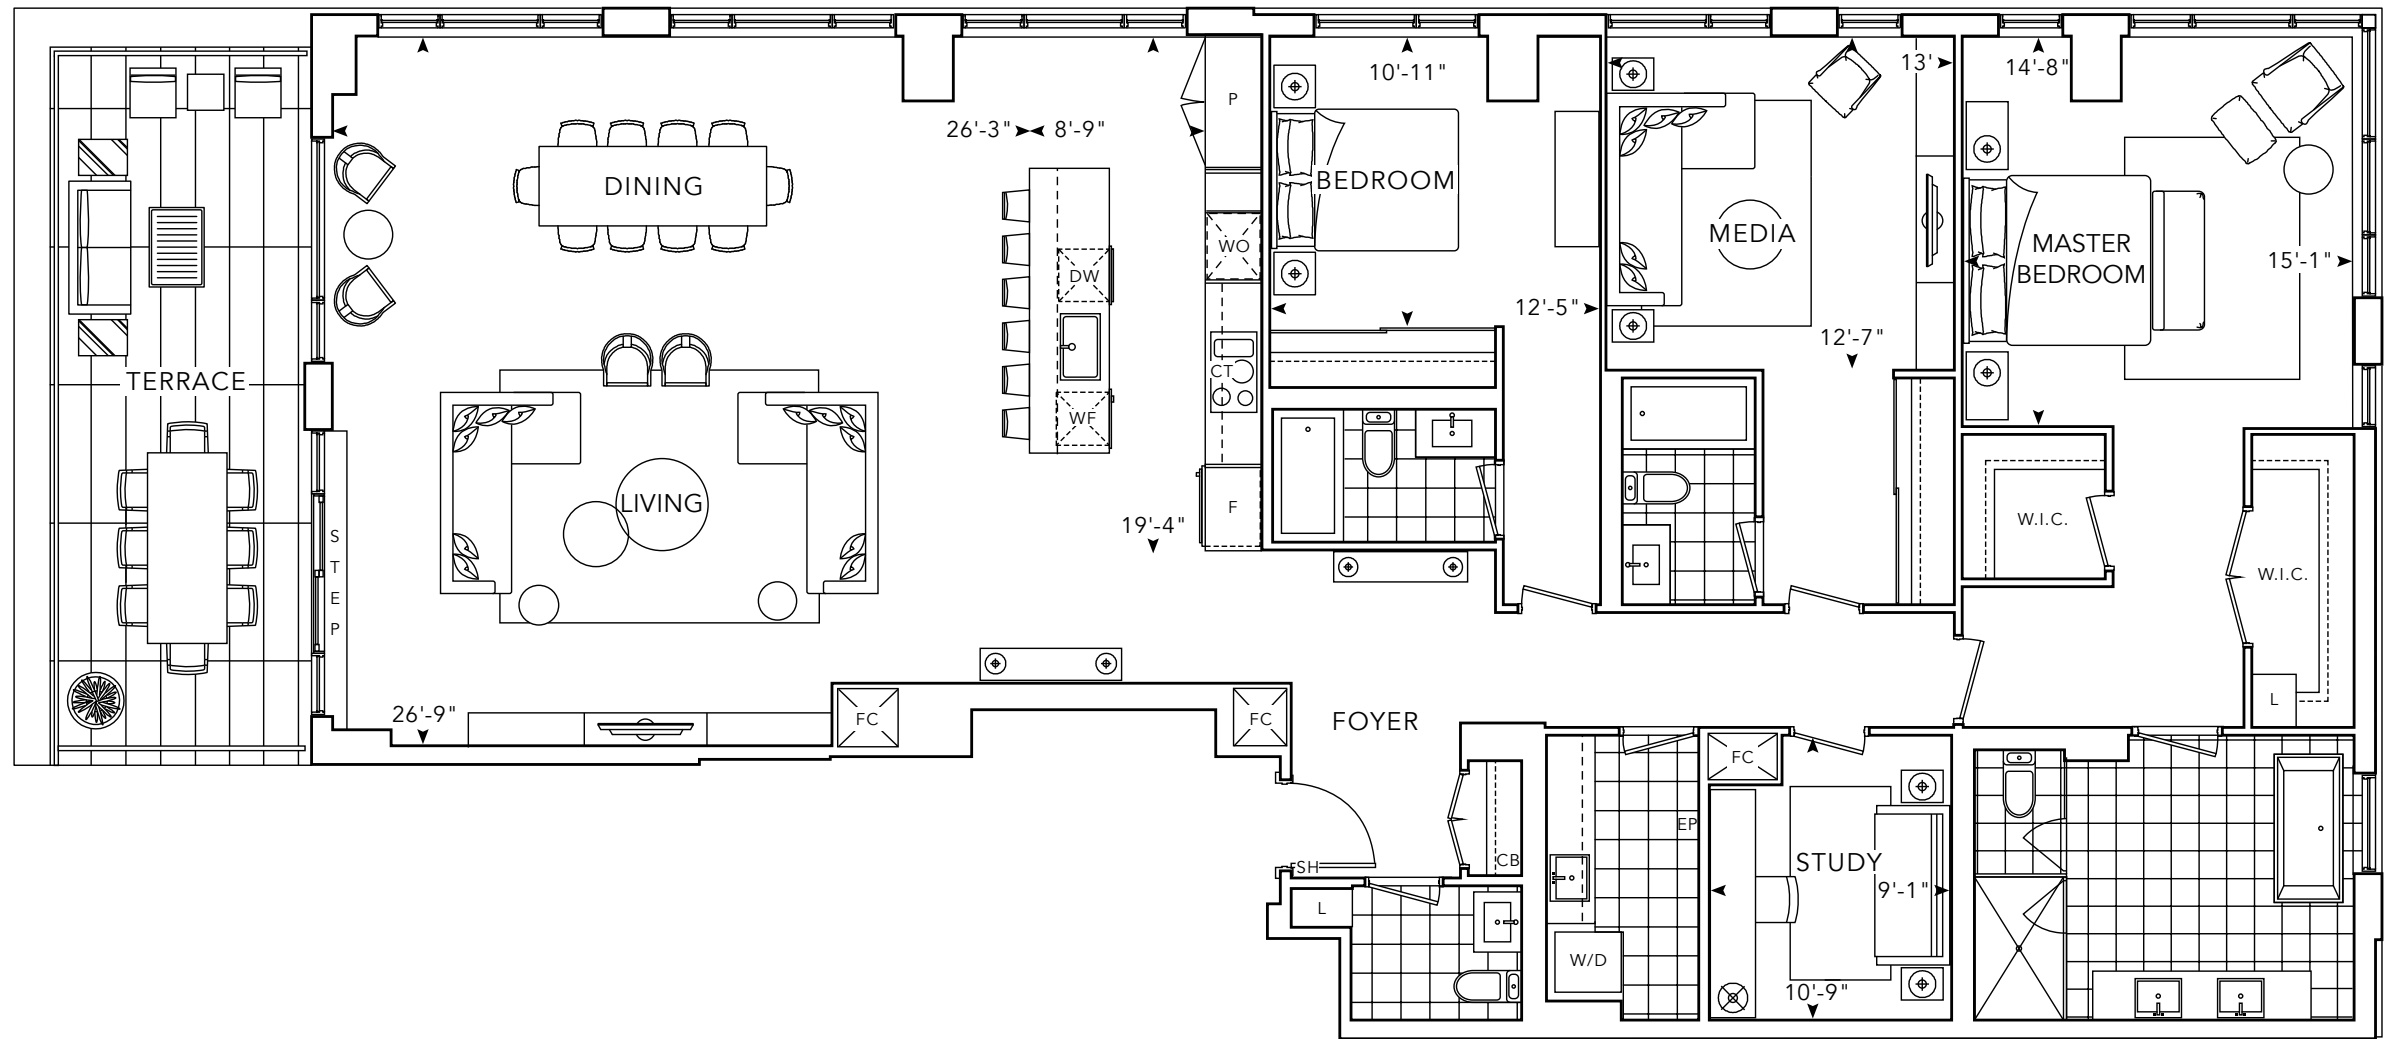 10'-11"
13'
14'-8"
P
26'-3"
8'-9"
DINING
BEDROOM
MEDIA
WO
MASTER
BEDROOM
15'-1"
DW
12'-5"
12'-7"
TERRACE
CT
WF
LIVING
F
19'-4"
W.I.C.
W.I.C.
S
T
E
P
L
26'-9"
FC
FC
FOYER
FC
EP
SH
CB
STUDY
9'-1"
L
W/D
10'-9"